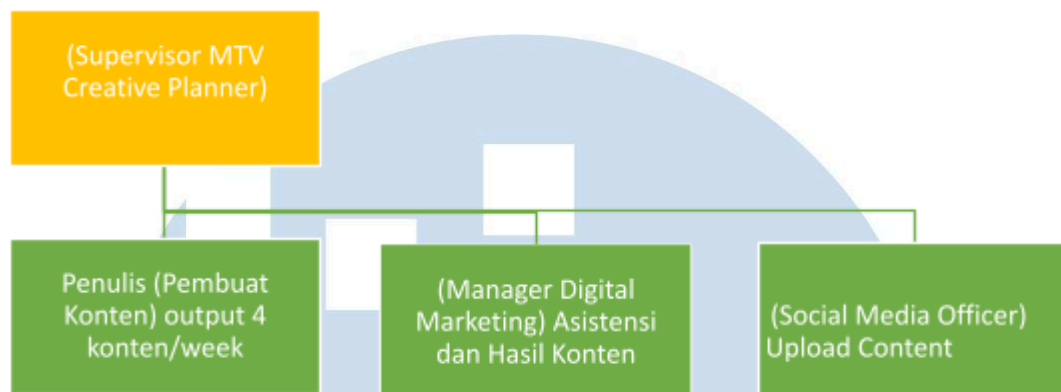 (Supervisor MTV
Creative Planner)
Penulis (Pembuat
Konten) output 4
konten/week
(Manager Digital
Marketing) Asistensi
dan Hasil Konten
(Social Media Officer)
Upload Content